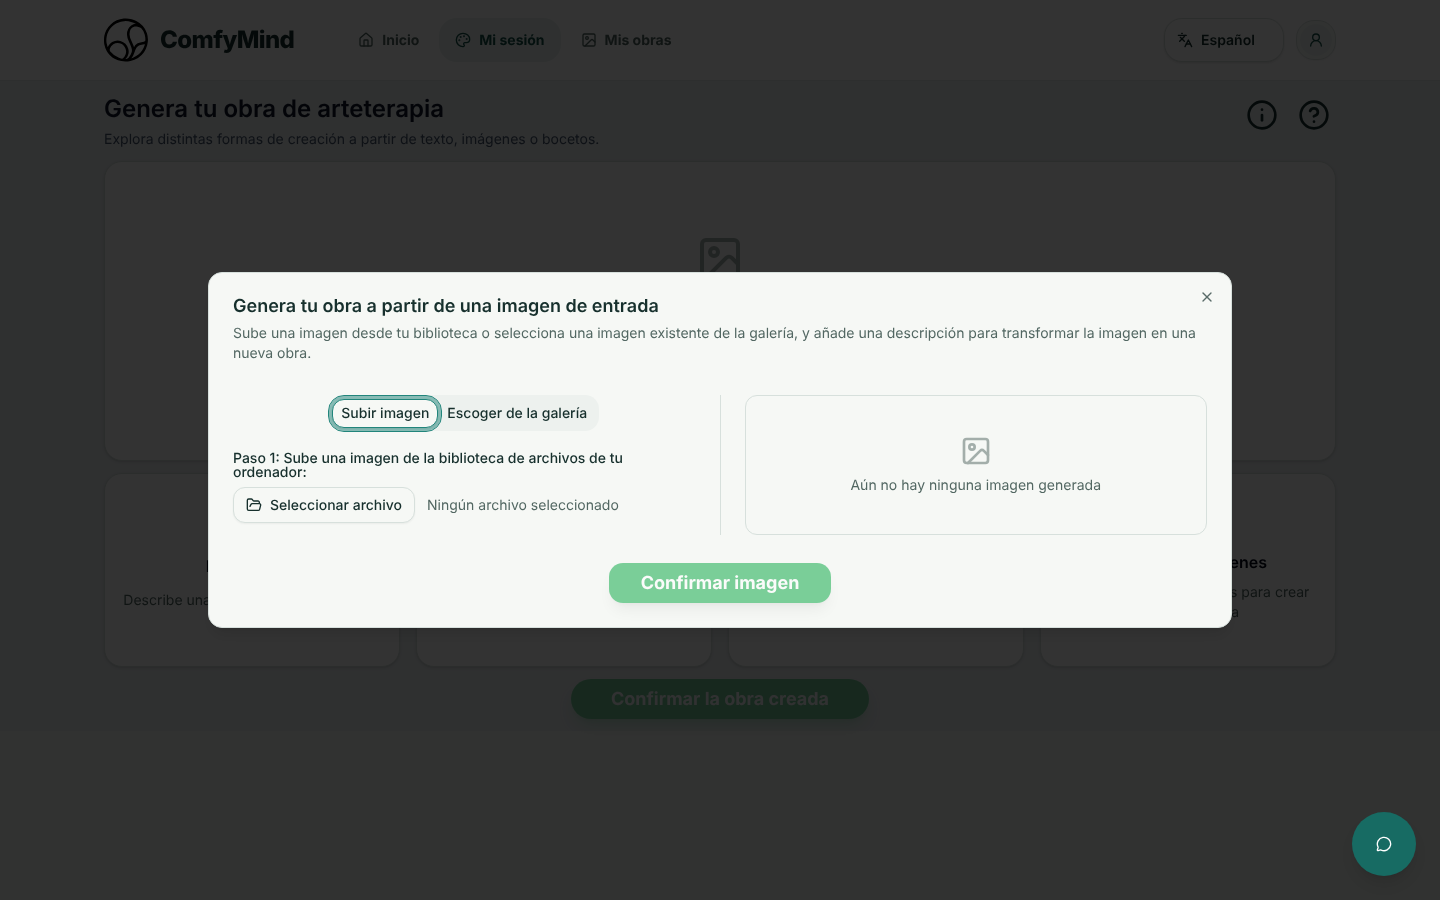 ComfyMind
Inicio
Mi sesión
Mis obras
Español
Genera tu obra de arteterapia
Explora distintas formas de creación a partir de texto, imágenes o bocetos.
Genera tu obra a partir de una imagen de entrada
Sube una imagen desde tu biblioteca o selecciona una imagen existente de la galería, y añade una descripción para transformar la imagen en una
nueva obra.
Subir imagen
Escoger de la galería
Paso 1: Sube una imagen de la biblioteca de archivos de tu
ordenador:
Seleccionar archivo
Ningún archivo seleccionado
Aún no hay ninguna imagen generada
Confirmar imagen
Describe una
para crear
Confirmar la obra creada